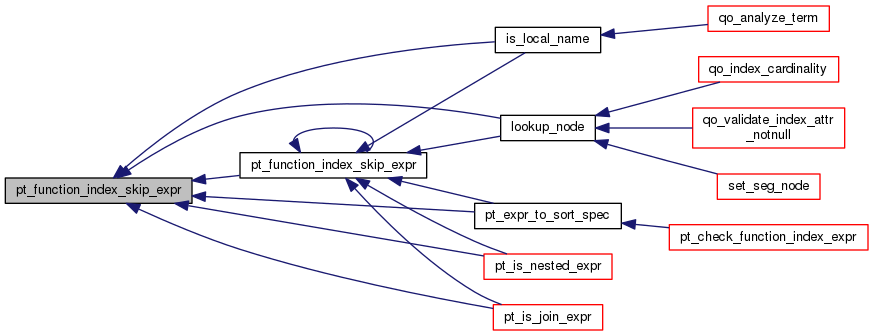 qo_analyze_term
is_local_name
qo_index_cardinality
lookup_node
qo_validate_index_attr
_notnull
pt_function_index_skip_expr
set_seg_node
pt_function_index_skip_expr
pt_expr_to_sort_spec
pt_check_function_index_expr
pt_is_nested_expr
pt_is_join_expr